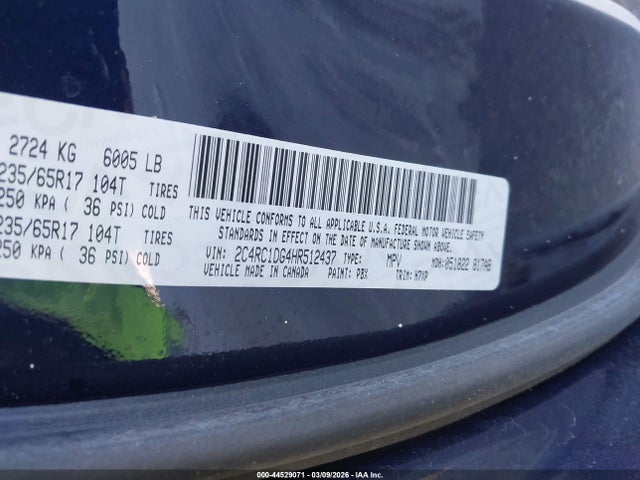 2724 KG 6005 LB
235/65R17 104T TIRES
250 KPA ( 36 PSI) COLD
235/65R17 104T TIRES
250 KPA ( 36 PSI) COLD
THIS VEHICLE CONFORMS TO ALL APPLICABLE U.S.A. FEDERAL MOTOR VEHICLE SAFETY
STANDARDS IN EFFECT ON THE DATE OF MANUFACTURE SHOWN ABOVE.
VIN: 2C4RC1DG4HR512437 TYPE: MPV MDH: 051822 817AB
VEHICLE MADE IN CANADA PAINT: PBX TRIM: H7XP
000-44529071 - 03/09/2026 - IAA Inc.